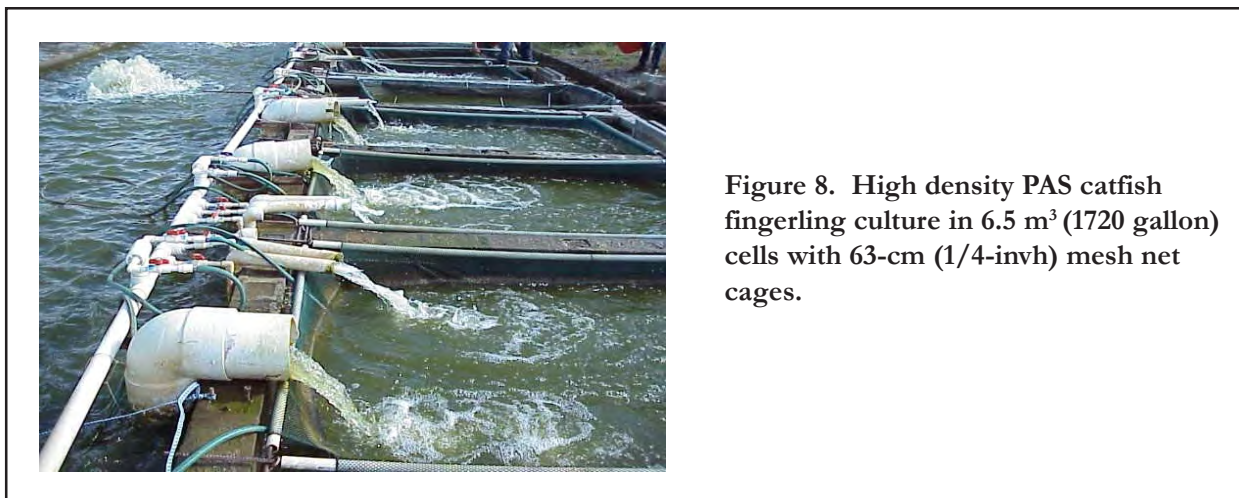 Figure 8. High density PAS catfish
fingerling culture in 6.5 m³ (1720 gallon)
cells with 63-cm (1/4-invh) mesh net
cages.